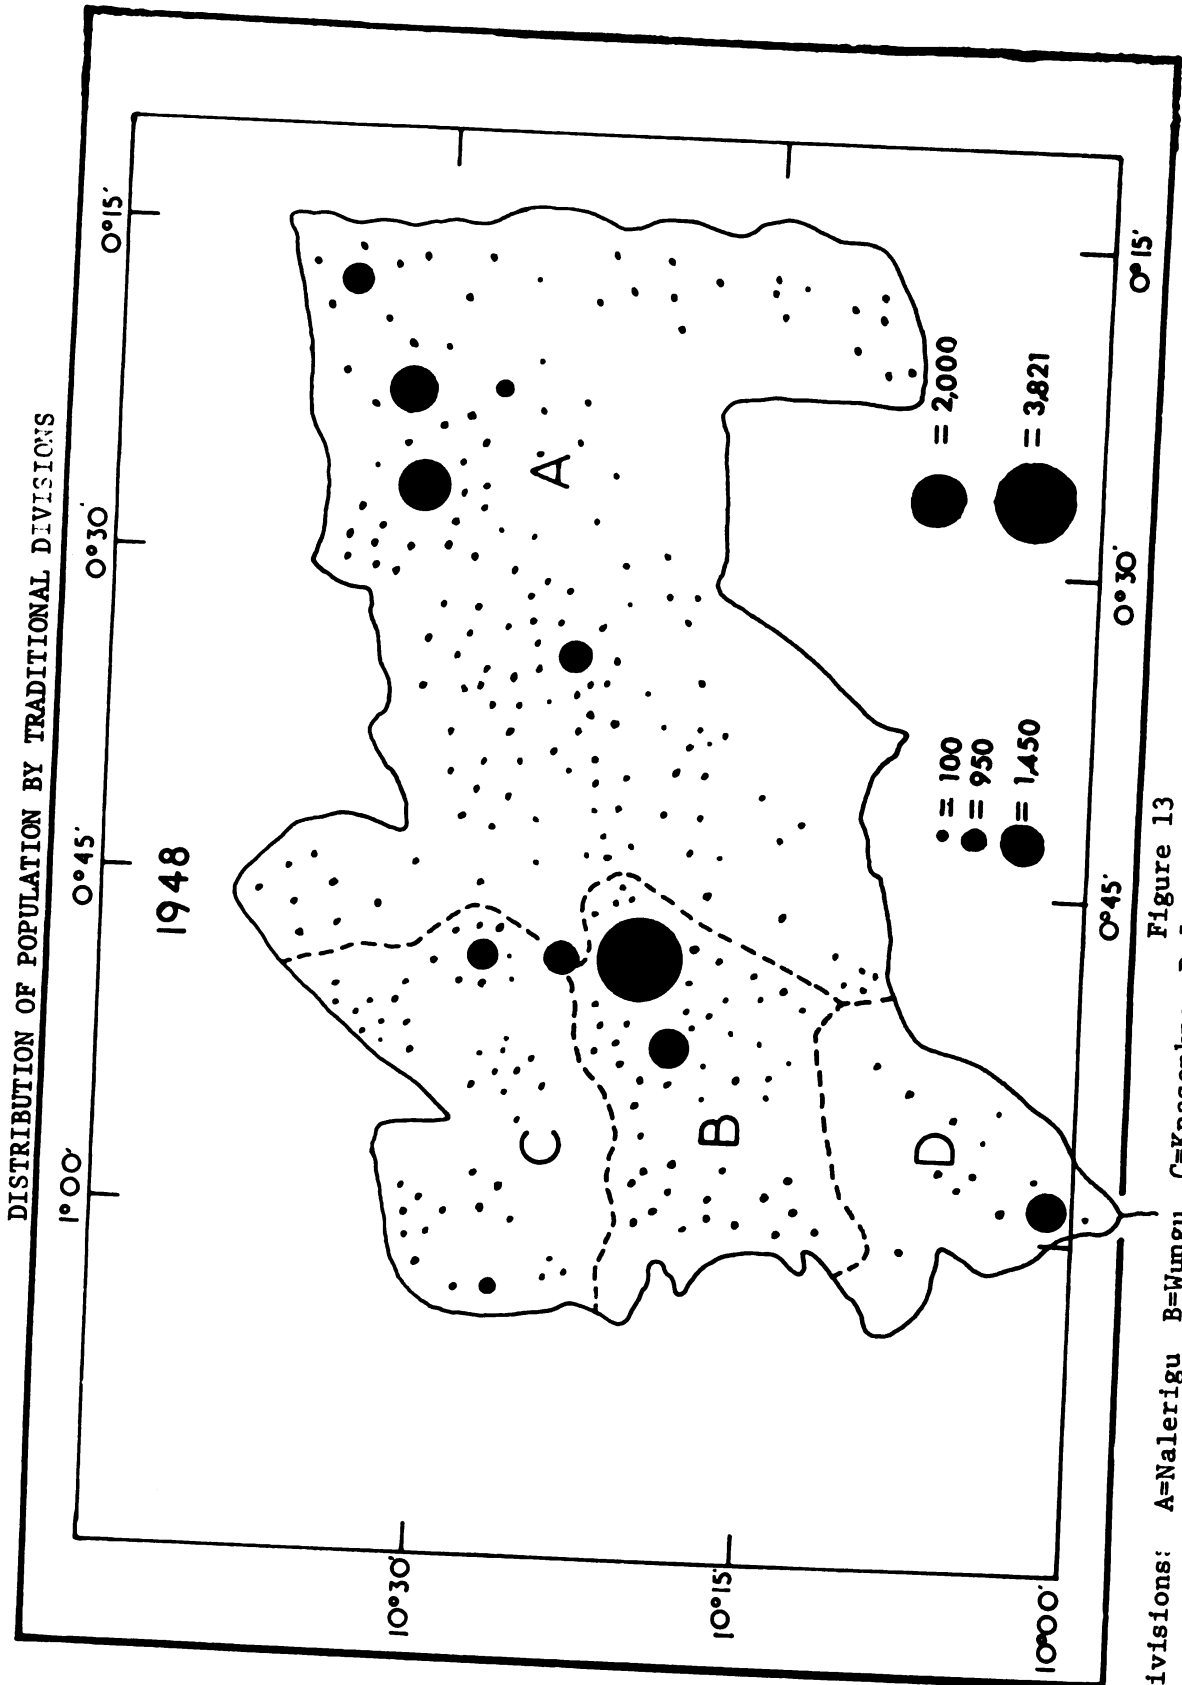 DISTRIBUTION OF POPULATION BY TRADITIONAL DIVISIONS
1°00′
0°45′
0°30′
0°15′
1948
10°30′
10°15′
10°00′
A
B
C
D
= 100
= 950
= 1,450
= 2,000
= 3,821
0°45′
0°30′
0°15′
Figure 13
ivisions: A=Nalerigu B=Wungu